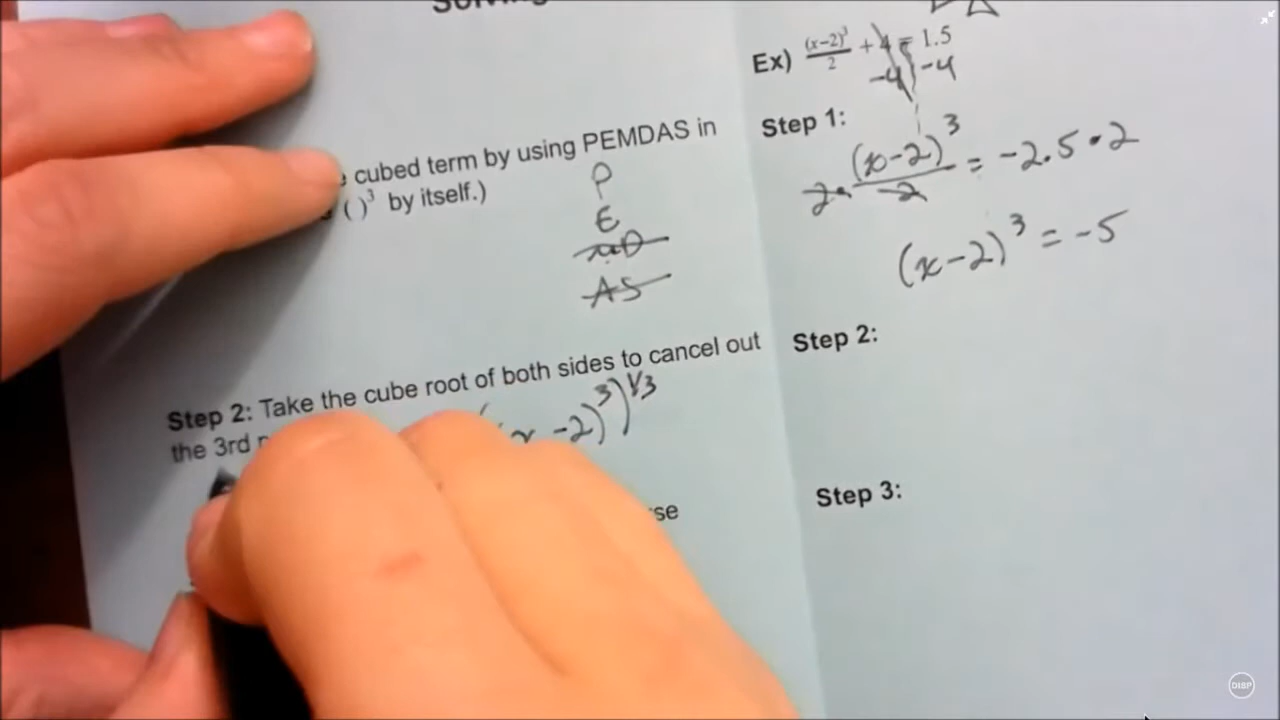 Ex) (x-2)³/2 + 4 = 1.5
-4 -4
cubed term by using PEMDAS in
( )³ by itself.)
P
E
MD
AS
Step 1:
2• (x-2)³/2 = -2.5 • 2
(x-2)³ = -5
Step 2: Take the cube root of both sides to cancel out
the 3rd
(x -2)³)^1/3
Step 2:
Step 3:
DISP